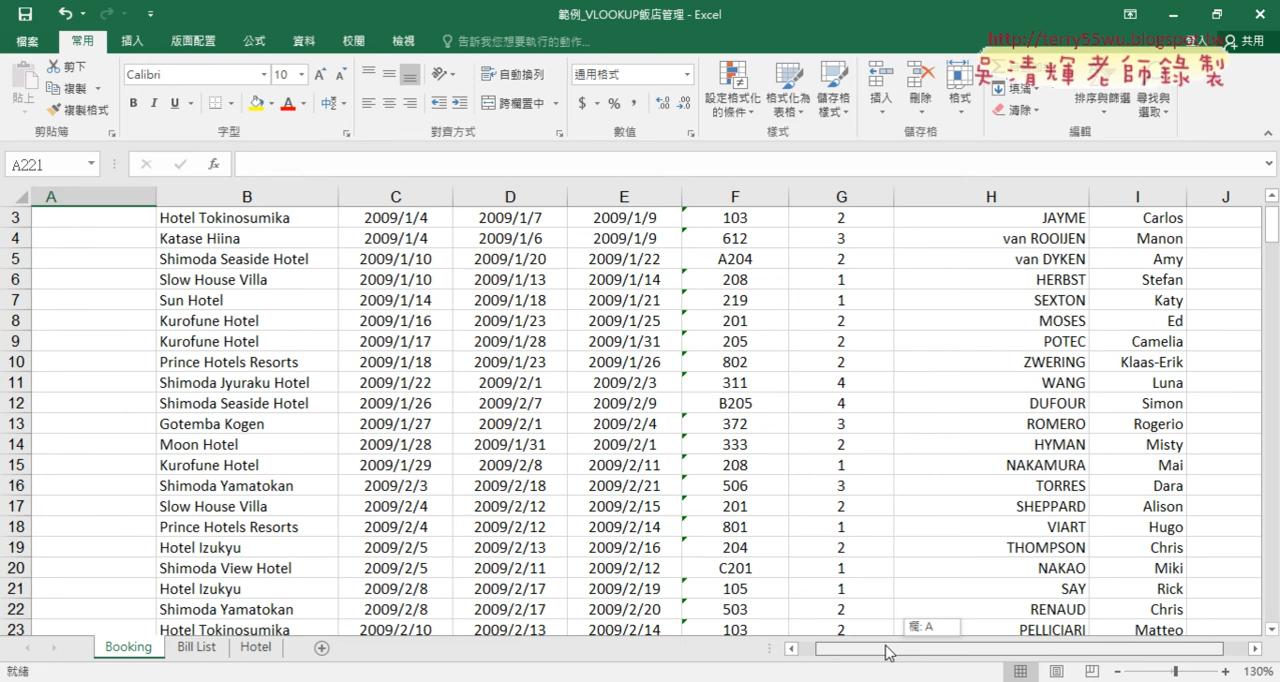 範例_VLOOKUP飯店管理 - Excel
檔案 常用 插入 版面配置 公式 資料 校閱 檢視 告訴我您想要執行的動作... 共用
http://terry55wu.blogspot.tw
吳清輝老師錄製
貼上 剪下 複製 複製格式 剪貼簿
Calibri 10 字型
自動換列 跨欄置中 對齊方式
通用格式 數值
設定格式化的條件 格式化為表格 儲存格樣式 樣式
插入 刪除 格式 儲存格
填滿 清除 排序與篩選 尋找與選取 編輯
A221 fx
A B C D E F G H I J
3 Hotel Tokinosumika 2009/1/4 2009/1/7 2009/1/9 103 2 JAYME Carlos
4 Katase Hiina 2009/1/4 2009/1/6 2009/1/9 612 3 van ROOIJEN Manon
5 Shimoda Seaside Hotel 2009/1/10 2009/1/20 2009/1/22 A204 2 van DYKEN Amy
6 Slow House Villa 2009/1/10 2009/1/13 2009/1/14 208 1 HERBST Stefan
7 Sun Hotel 2009/1/14 2009/1/18 2009/1/21 219 1 SEXTON Katy
8 Kurofune Hotel 2009/1/16 2009/1/23 2009/1/25 201 2 MOSES Ed
9 Kurofune Hotel 2009/1/17 2009/1/28 2009/1/31 205 2 POTEC Camelia
10 Prince Hotels Resorts 2009/1/18 2009/1/23 2009/1/26 802 2 ZWERING Klaas-Erik
11 Shimoda Jyuraku Hotel 2009/1/22 2009/2/1 2009/2/3 311 4 WANG Luna
12 Shimoda Seaside Hotel 2009/1/26 2009/2/7 2009/2/9 B205 4 DUFOUR Simon
13 Gotemba Kogen 2009/1/27 2009/2/1 2009/2/4 372 3 ROMERO Rogerio
14 Moon Hotel 2009/1/28 2009/1/31 2009/2/1 333 2 HYMAN Misty
15 Kurofune Hotel 2009/1/29 2009/2/8 2009/2/11 208 1 NAKAMURA Mai
16 Shimoda Yamatokan 2009/2/3 2009/2/18 2009/2/21 506 3 TORRES Dara
17 Slow House Villa 2009/2/4 2009/2/12 2009/2/15 201 2 SHEPPARD Alison
18 Prince Hotels Resorts 2009/2/4 2009/2/12 2009/2/14 801 1 VIART Hugo
19 Hotel Izukyu 2009/2/5 2009/2/13 2009/2/16 204 2 THOMPSON Chris
20 Shimoda View Hotel 2009/2/5 2009/2/11 2009/2/12 C201 1 NAKAO Miki
21 Hotel Izukyu 2009/2/8 2009/2/17 2009/2/19 105 1 SAY Rick
22 Shimoda Yamatokan 2009/2/8 2009/2/17 2009/2/20 503 2 RENAUD Chris
23 Hotel Tokinosumika 2009/2/10 2009/2/13 2009/2/14 103 2 PELLICIARI Matteo
欄: A
Booking Bill List Hotel
就緒 130%